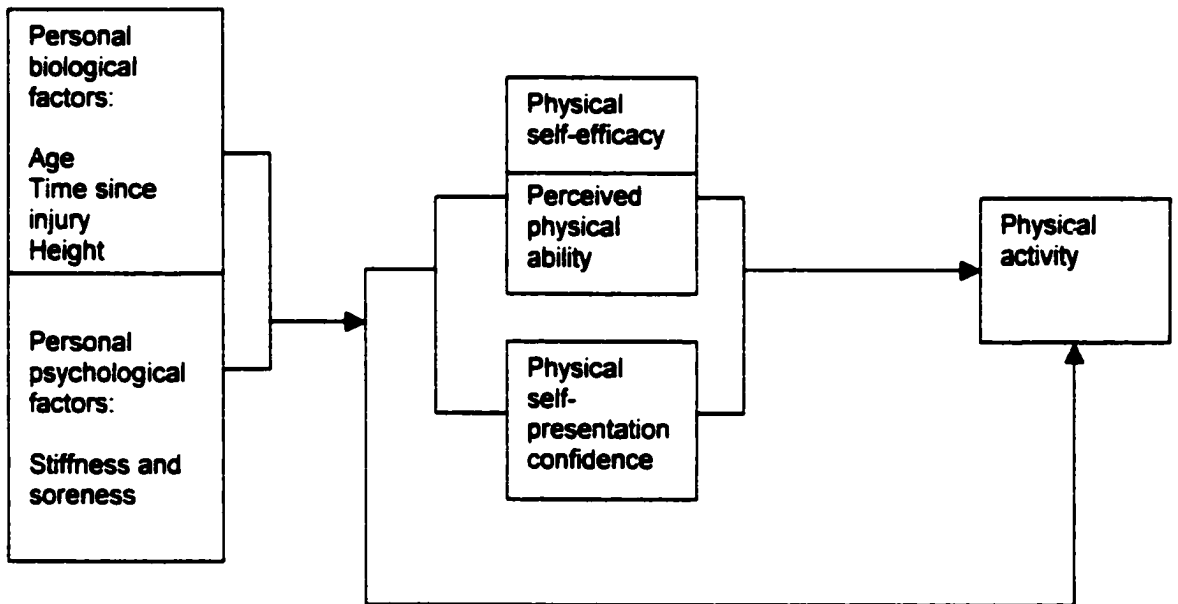 Personal
biological
factors:
Age
Time since
injury
Height
Personal
psychological
factors:
Stiffness and
soreness
Physical
self-efficacy
Perceived
physical
ability
Physical
self-
presentation
confidence
Physical
activity